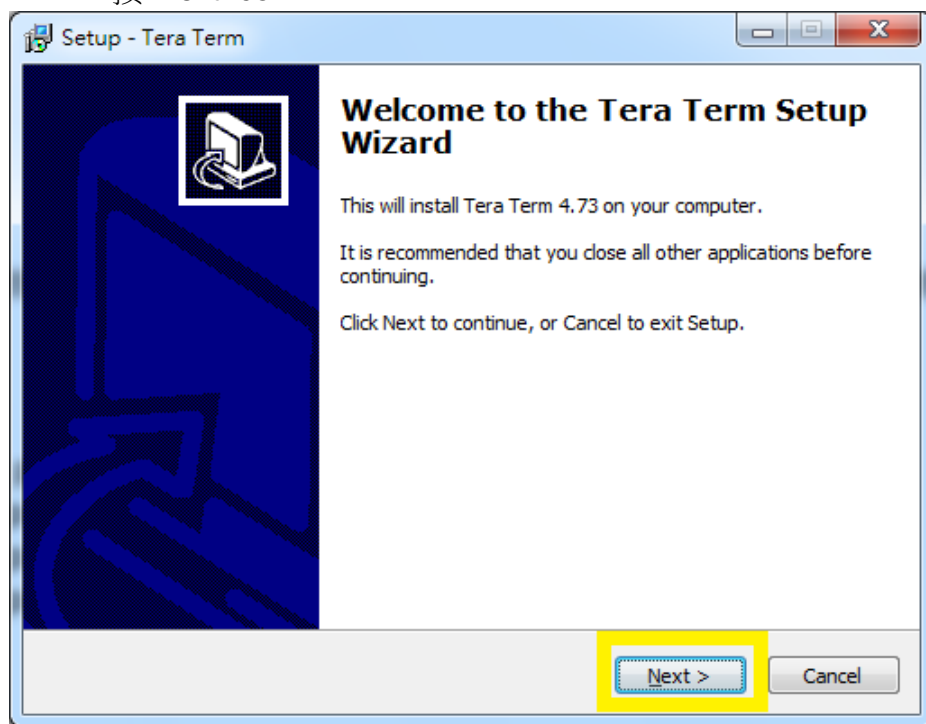 按
Setup - Tera Term
Welcome to the Tera Term Setup
Wizard
This will install Tera Term 4.73 on your computer.
It is recommended that you close all other applications before
continuing.
Click Next to continue, or Cancel to exit Setup.
Next >
Cancel